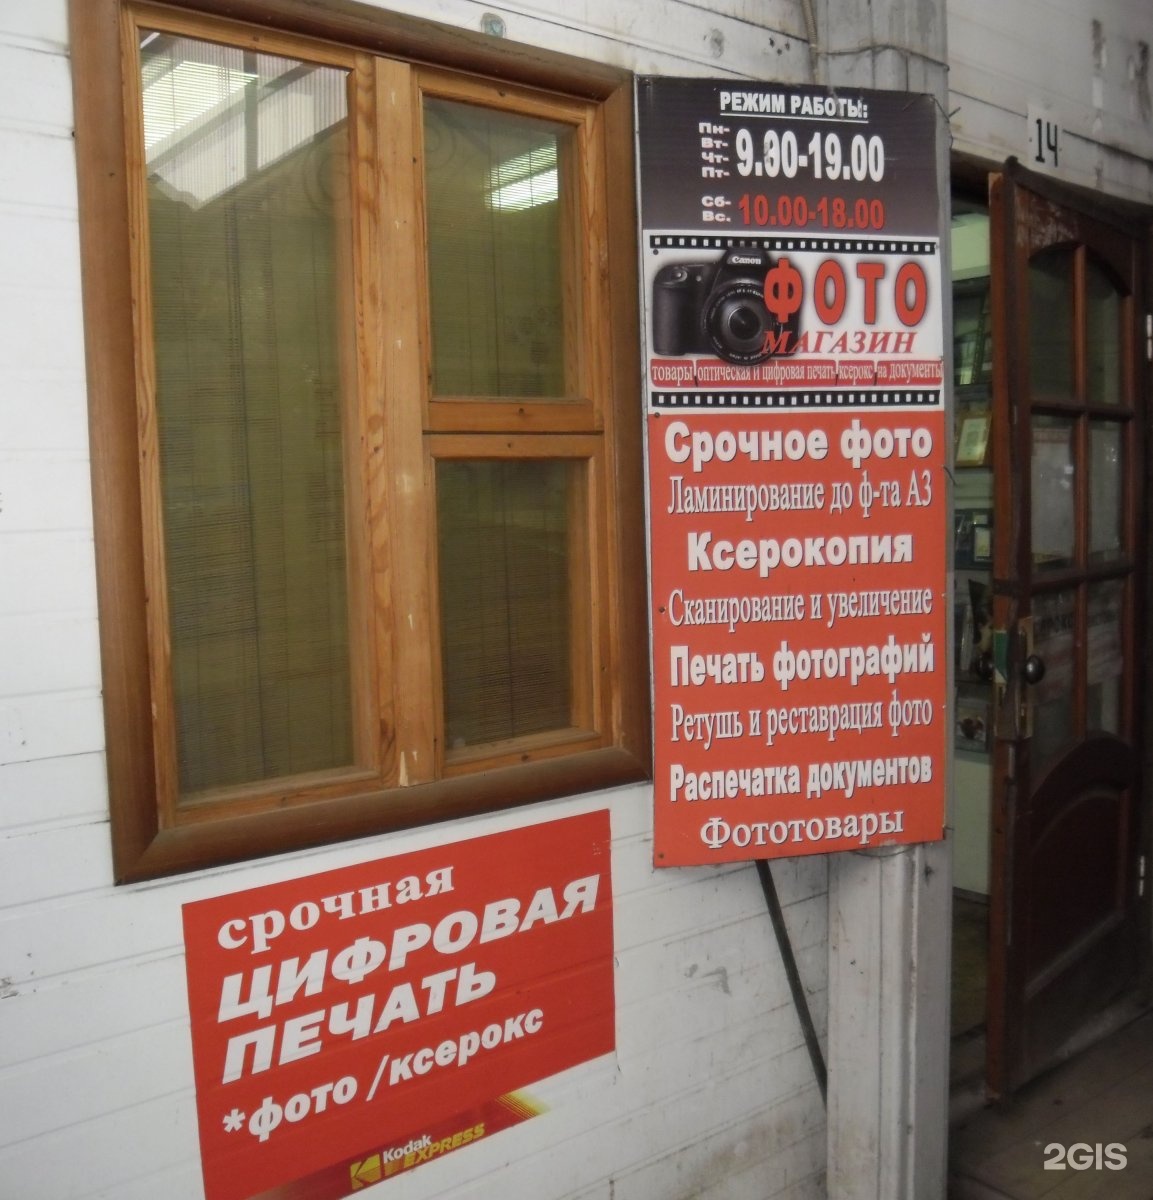 РЕЖИМ РАБОТЫ:
Пн-
Вт-
Чт-
Пт-
9.00-19.00
Сб-
Вс.
10.00-18.00
Canon
ФОТО
МАГАЗИН
товары оптическая и цифровая печать ксерокс на документы
Срочное фото
Ламинирование до ф-та А3
Ксерокопия
Сканирование и увеличение
Печать фотографий
Ретушь и реставрация фото
Распечатка документов
Фототовары
14
срочная
ЦИФРОВАЯ
ПЕЧАТЬ
*фото /ксерокс
Kodak
EXPRESS
2GIS